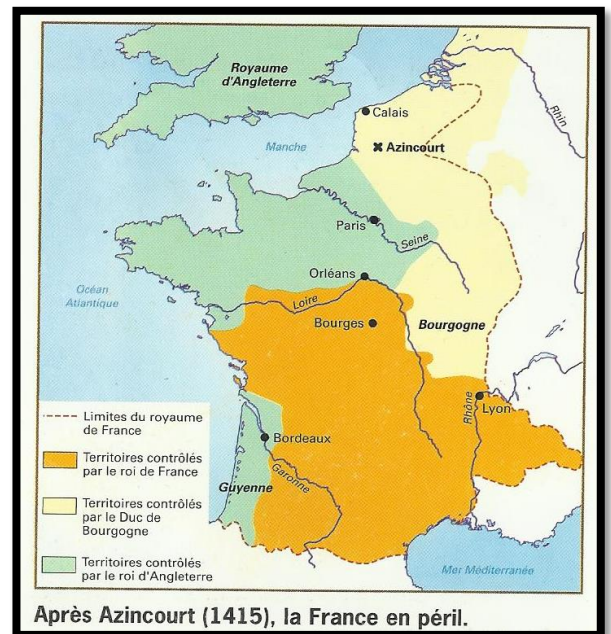 Royaume
d'Angleterre
Calais
Rhin
Manche
Azincourt
Paris
Seine
Orléans
Océan
Atlantique
Loire
Bourges
Bourgogne
Lyon
Rhône
Bordeaux
Garonne
Guyenne
Mer Méditerranée
Limites du royaume
de France
Territoires contrôlés
par le roi de France
Territoires contrôlés
par le Duc de
Bourgogne
Territoires contrôlés
par le roi d'Angleterre
Après Azincourt (1415), la France en péril.